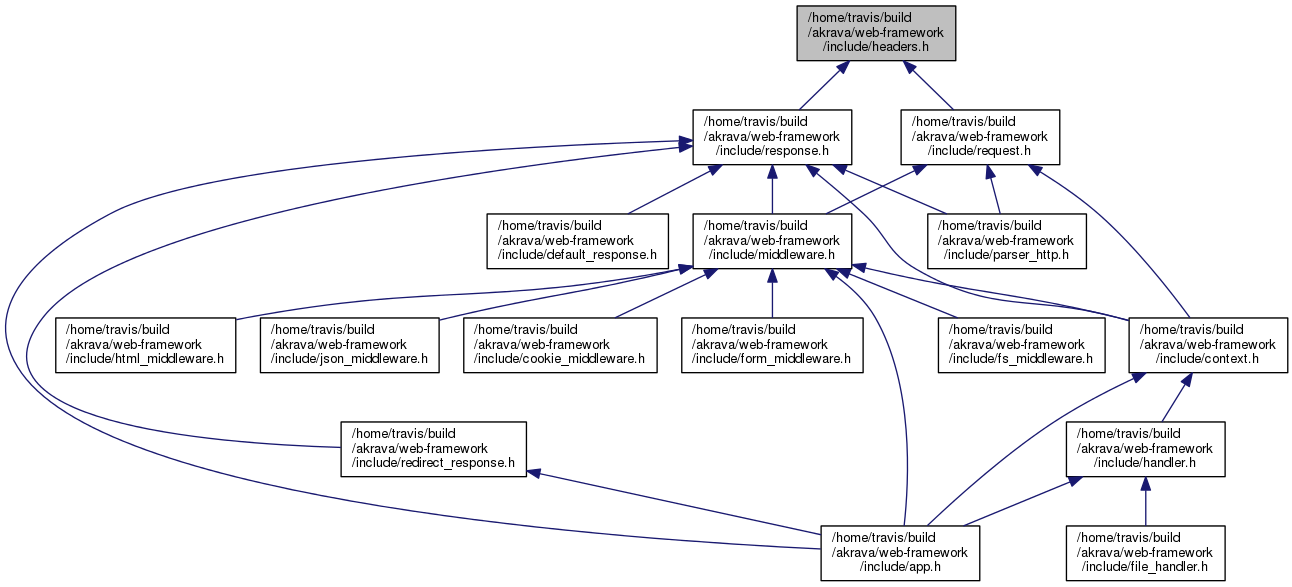 /home/travis/build
/akrava/web-framework
/include/headers.h
/home/travis/build
/akrava/web-framework
/include/response.h
/home/travis/build
/akrava/web-framework
/include/request.h
/home/travis/build
/akrava/web-framework
/include/default_response.h
/home/travis/build
/akrava/web-framework
/include/middleware.h
/home/travis/build
/akrava/web-framework
/include/parser_http.h
/home/travis/build
/akrava/web-framework
/include/html_middleware.h
/home/travis/build
/akrava/web-framework
/include/json_middleware.h
/home/travis/build
/akrava/web-framework
/include/cookie_middleware.h
/home/travis/build
/akrava/web-framework
/include/form_middleware.h
/home/travis/build
/akrava/web-framework
/include/fs_middleware.h
/home/travis/build
/akrava/web-framework
/include/context.h
/home/travis/build
/akrava/web-framework
/include/redirect_response.h
/home/travis/build
/akrava/web-framework
/include/handler.h
/home/travis/build
/akrava/web-framework
/include/app.h
/home/travis/build
/akrava/web-framework
/include/file_handler.h